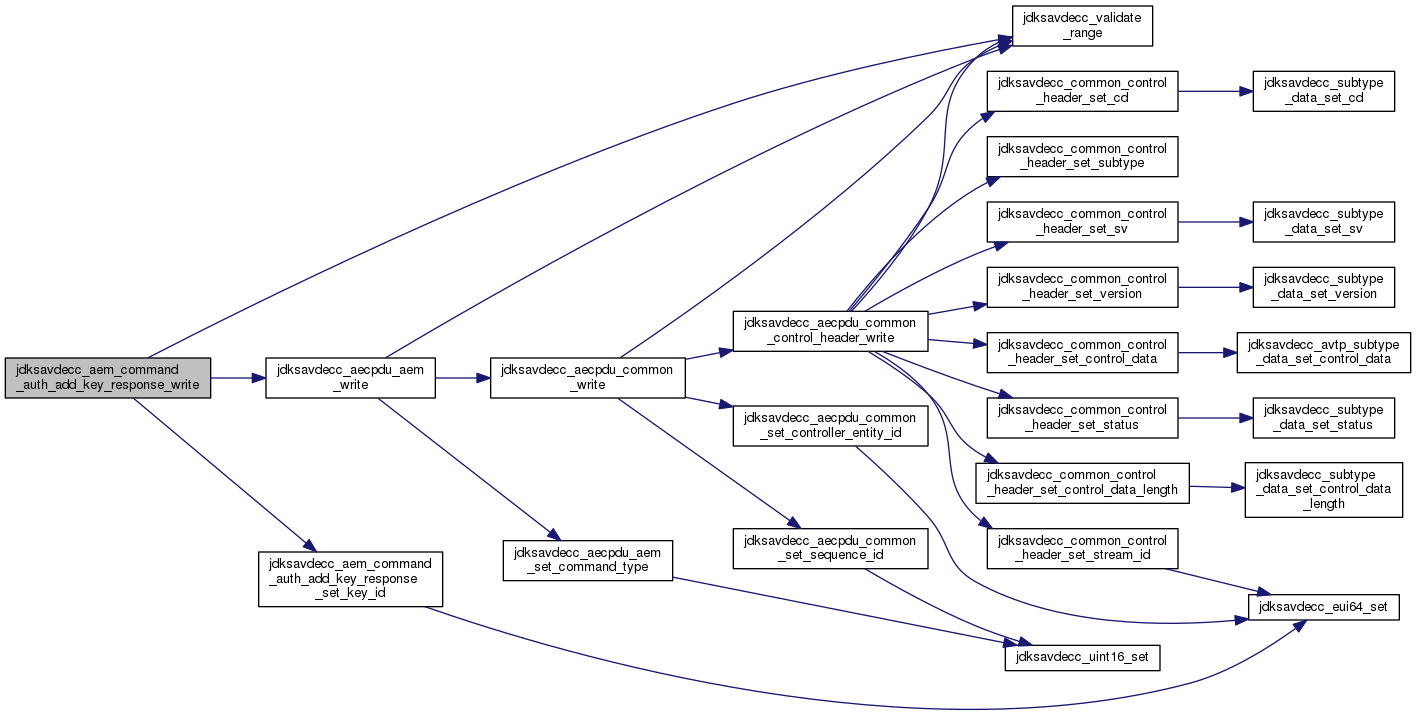 jdksavdecc_aem_command
_auth_add_key_response_write
jdksavdecc_aecpdu_aem
_write
jdksavdecc_aem_command
_auth_add_key_response
_set_key_id
jdksavdecc_aecpdu_common
_write
jdksavdecc_aecpdu_aem
_set_command_type
jdksavdecc_aecpdu_common
_control_header_write
jdksavdecc_aecpdu_common
_set_controller_entity_id
jdksavdecc_aecpdu_common
_set_sequence_id
jdksavdecc_validate
_range
jdksavdecc_common_control
_header_set_cd
jdksavdecc_common_control
_header_set_subtype
jdksavdecc_common_control
_header_set_sv
jdksavdecc_common_control
_header_set_version
jdksavdecc_common_control
_header_set_control_data
jdksavdecc_common_control
_header_set_status
jdksavdecc_common_control
_header_set_control_data_length
jdksavdecc_common_control
_header_set_stream_id
jdksavdecc_uint16_set
jdksavdecc_subtype
_data_set_cd
jdksavdecc_subtype
_data_set_sv
jdksavdecc_subtype
_data_set_version
jdksavdecc_avtp_subtype
_data_set_control_data
jdksavdecc_subtype
_data_set_status
jdksavdecc_subtype
_data_set_control_data
_length
jdksavdecc_eui64_set